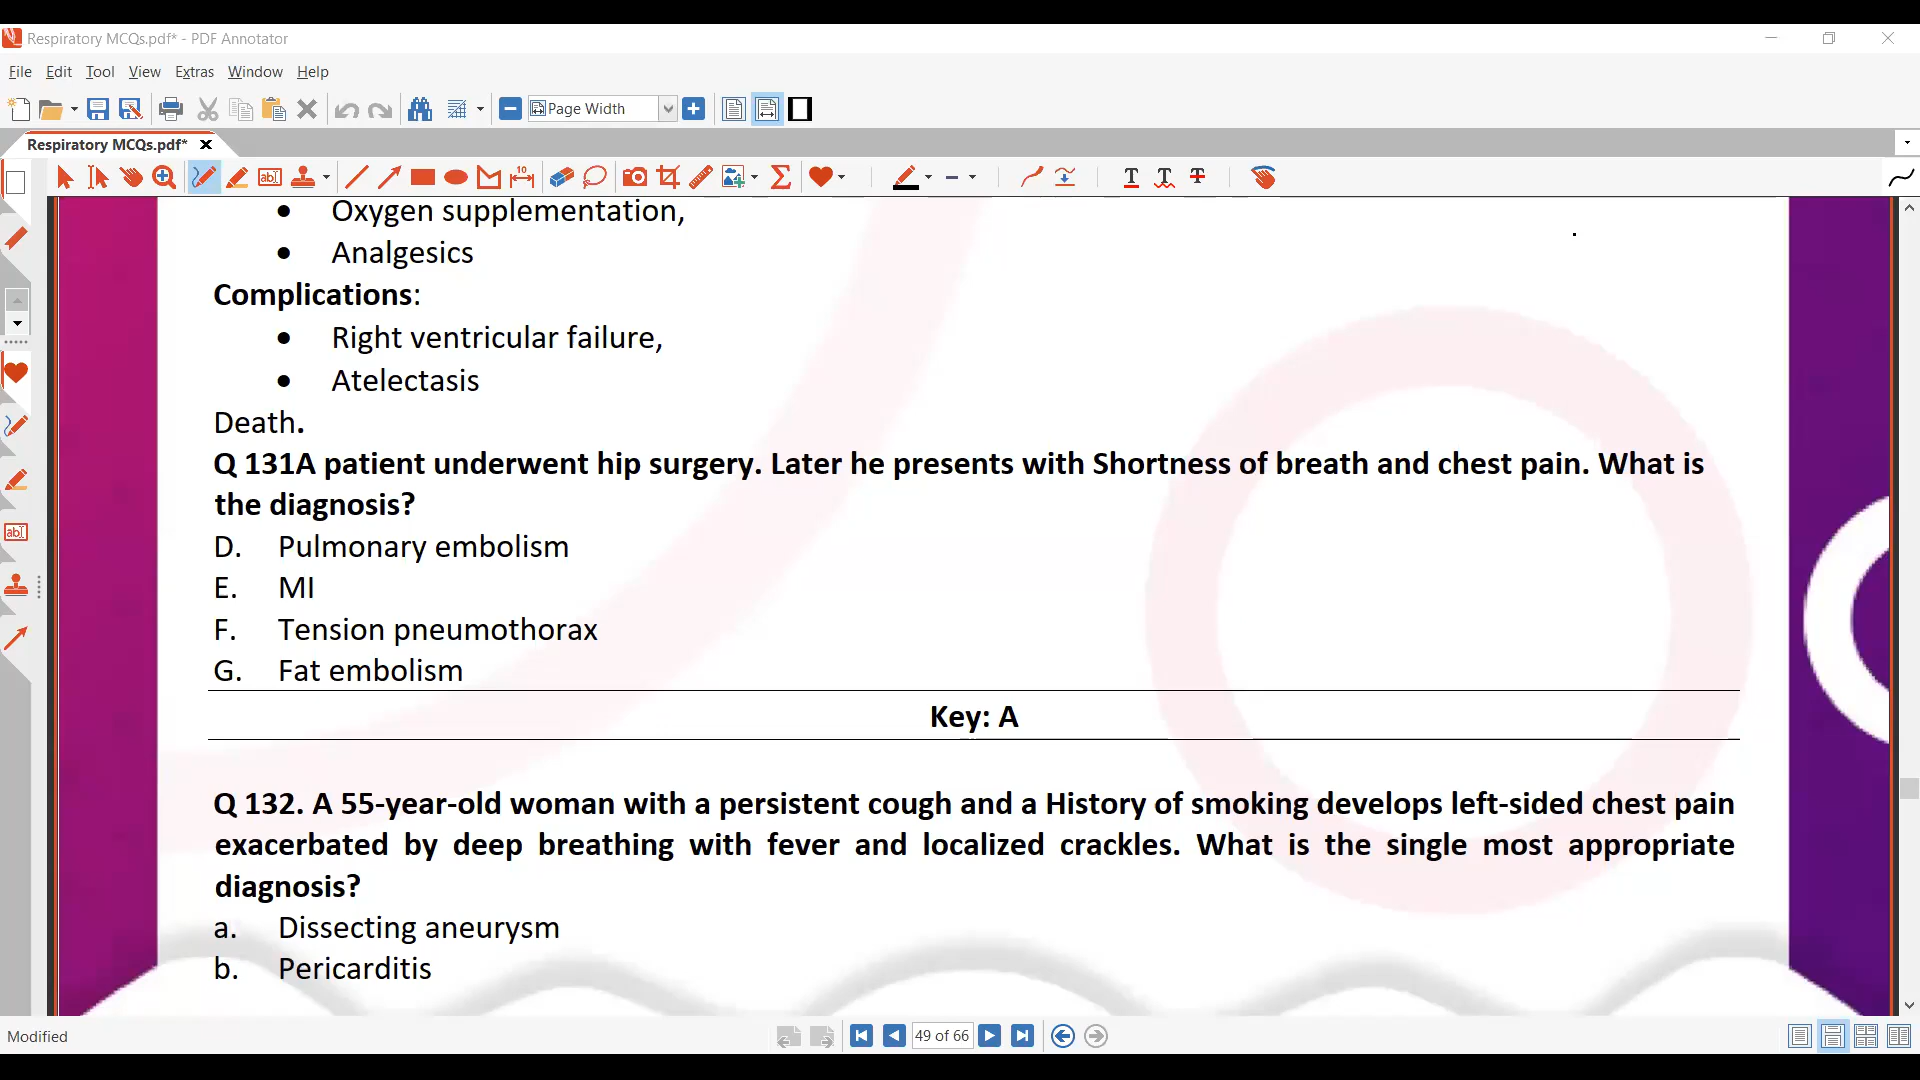 Respiratory MCQs.pdf* - PDF Annotator
File Edit Tool View Extras Window Help
Page Width
Respiratory MCQs.pdf*
• Oxygen supplementation,
• Analgesics
Complications:
• Right ventricular failure,
• Atelectasis
Death.
Q 131A patient underwent hip surgery. Later he presents with Shortness of breath and chest pain. What is
the diagnosis?
D. Pulmonary embolism
E. MI
F. Tension pneumothorax
G. Fat embolism
Key: A
Q 132. A 55-year-old woman with a persistent cough and a History of smoking develops left-sided chest pain
exacerbated by deep breathing with fever and localized crackles. What is the single most appropriate
diagnosis?
a. Dissecting aneurysm
b. Pericarditis
Modified
49 of 66